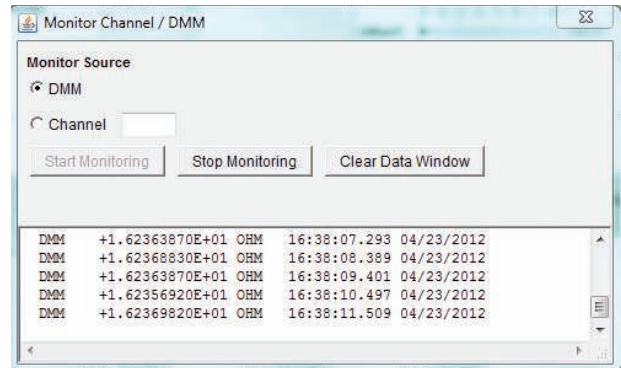 Monitor Channel / DMM
Monitor Source
DMM
Channel
Start Monitoring Stop Monitoring Clear Data Window
DMM +1.62363870E+01 OHM 16:38:07.293 04/23/2012
DMM +1.62368830E+01 OHM 16:38:08.389 04/23/2012
DMM +1.62363870E+01 OHM 16:38:09.401 04/23/2012
DMM +1.62356920E+01 OHM 16:38:10.497 04/23/2012
DMM +1.62369820E+01 OHM 16:38:11.509 04/23/2012